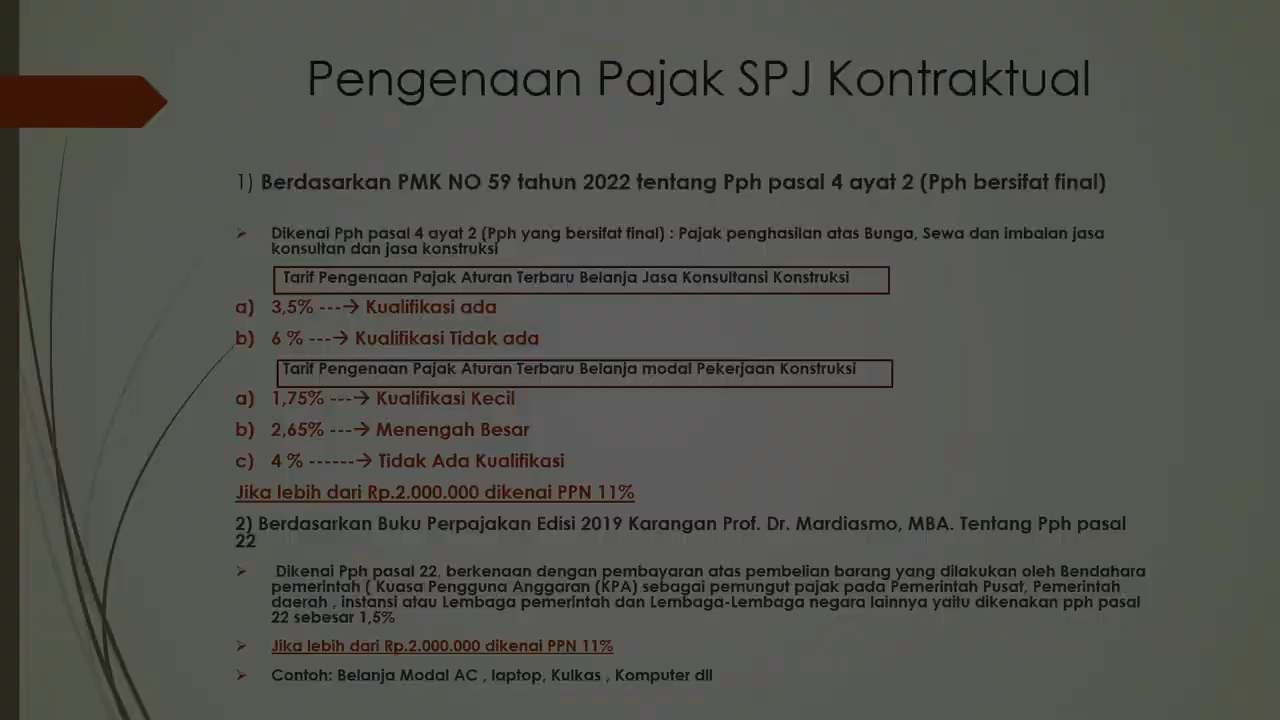 Pengenaan Pajak SPJ Kontraktual
1) Berdasarkan PMK NO 59 tahun 2022 tentang Pph pasal 4 ayat 2 (Pph bersifat final)
Dikenai Pph pasal 4 ayat 2 (Pph yang bersifat final) : Pajak penghasilan atas Bunga, Sewa dan imbalan jasa
konsultan dan jasa konstruksi
Tarif Pengenaan Pajak Aturan Terbaru Belanja Jasa Konsultansi Konstruksi
a) 3,5% ---→ Kualifikasi ada
b) 6 % ---→ Kualifikasi Tidak ada
Tarif Pengenaan Pajak Aturan Terbaru Belanja modal Pekerjaan Konstruksi
a) 1,75% ---→ Kualifikasi Kecil
b) 2,65% ---→ Menengah Besar
c) 4 % ------→ Tidak Ada Kualifikasi
Jika lebih dari Rp.2.000.000 dikenai PPN 11%
2) Berdasarkan Buku Perpajakan Edisi 2019 Karangan Prof. Dr. Mardiasmo, MBA. Tentang Pph pasal
22
Dikenai Pph pasal 22, berkenaan dengan pembayaran atas pembelian barang yang dilakukan oleh Bendahara
pemerintah ( Kuasa Pengguna Anggaran (KPA) sebagai pemungut pajak pada Pemerintah Pusat, Pemerintah
daerah , instansi atau Lembaga pemerintah dan Lembaga-Lembaga negara lainnya yaitu dikenakan pph pasal
22 sebesar 1,5%
Jika lebih dari Rp.2.000.000 dikenai PPN 11%
Contoh: Belanja Modal AC , laptop, Kulkas , Komputer dll